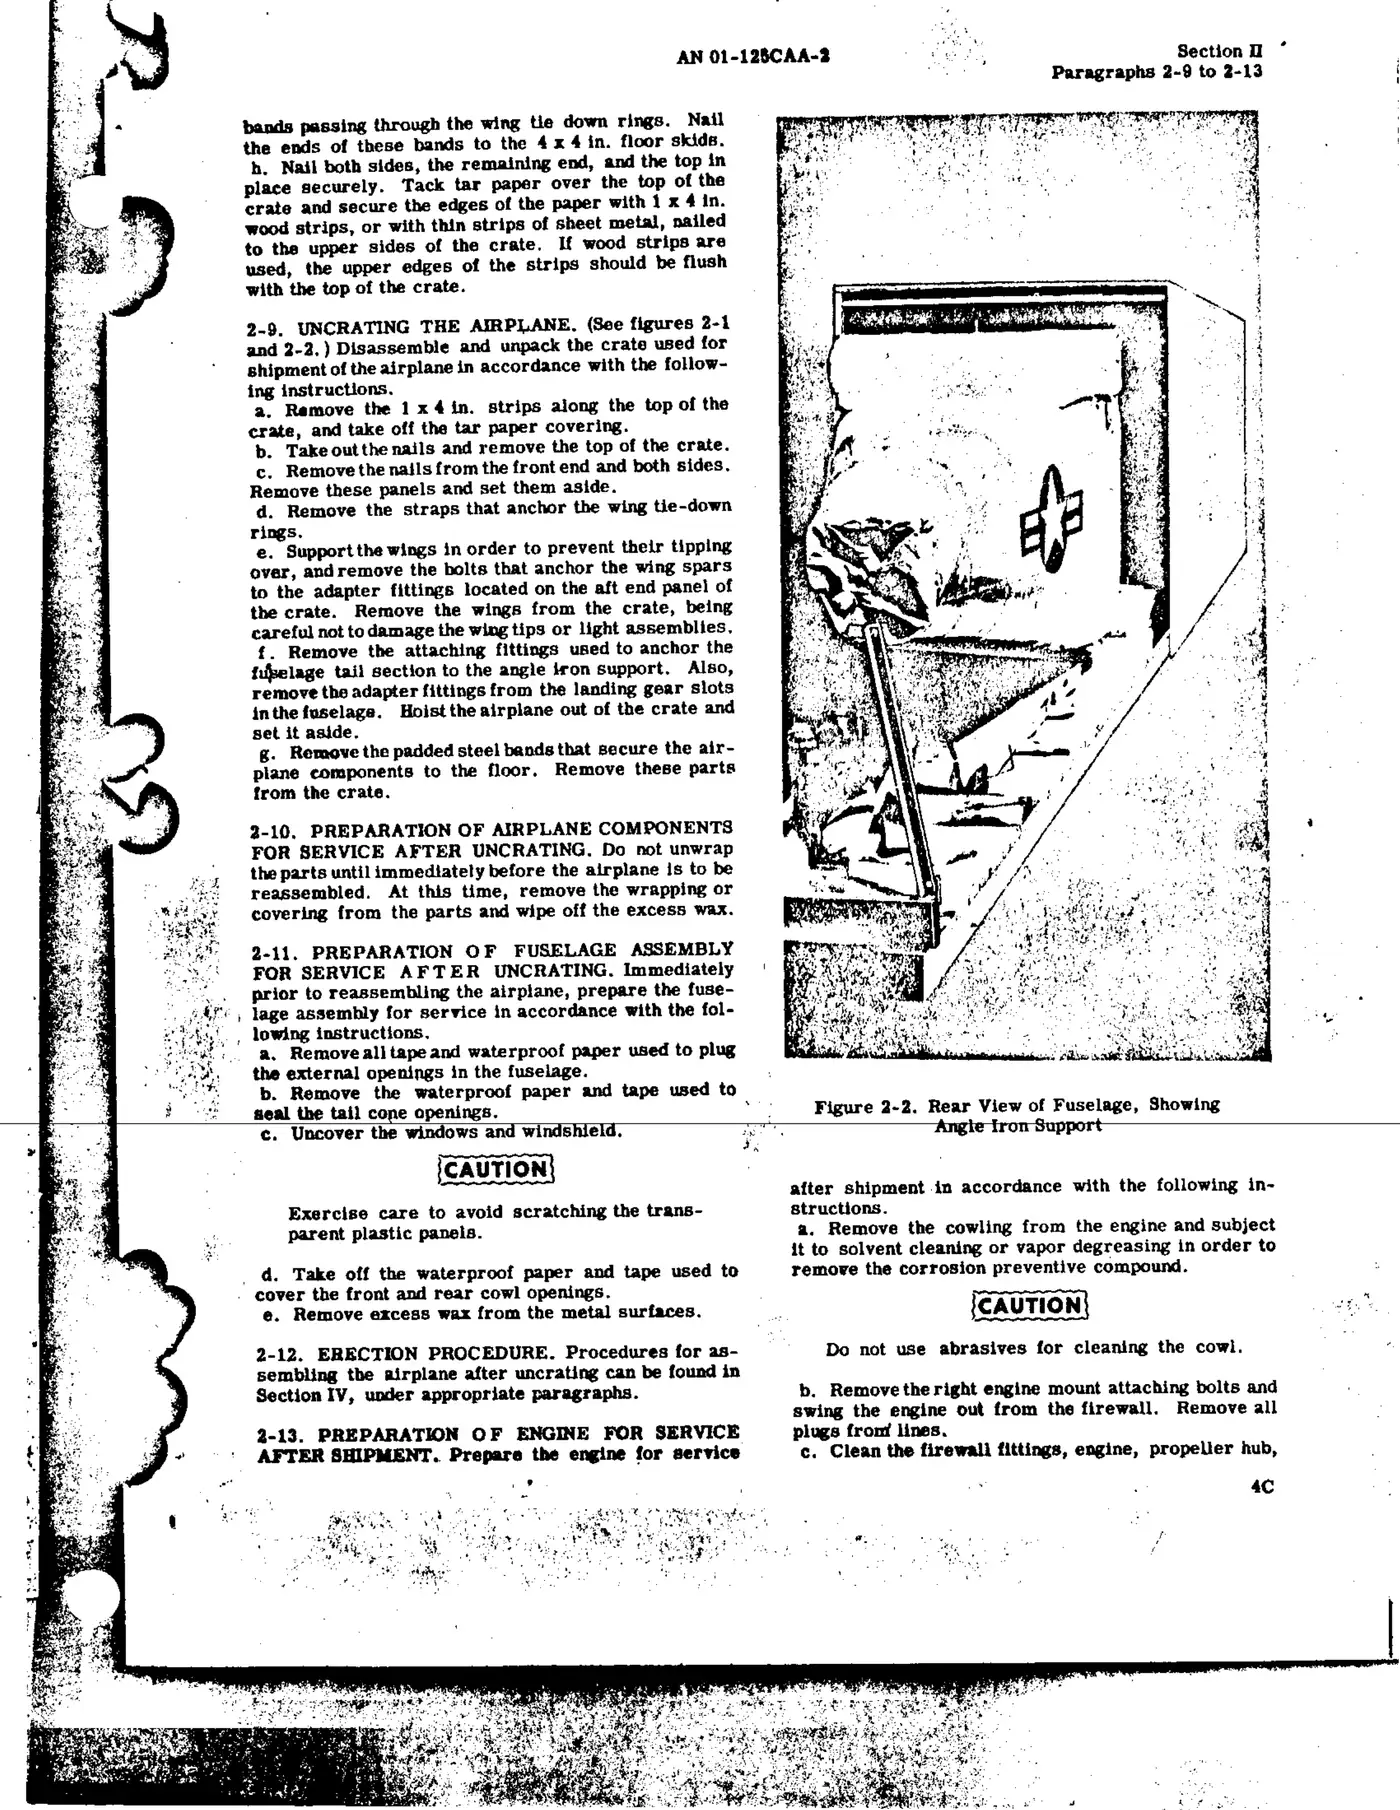 AN 01-125CAA-2
Section II
Paragraphs 2-9 to 2-13
bands passing through the wing tie down rings. Nail
the ends of these bands to the 4 x 4 in. floor skids.
h. Nail both sides, the remaining end, and the top in
place securely. Tack tar paper over the top of the
crate and secure the edges of the paper with 1 x 4 in.
wood strips, or with thin strips of sheet metal, nailed
to the upper sides of the crate. If wood strips are
used, the upper edges of the strips should be flush
with the top of the crate.
2-9. UNCRATING THE AIRPLANE. (See figures 2-1
and 2-2.) Disassemble and unpack the crate used for
shipment of the airplane in accordance with the follow-
ing instructions.
a. Remove the 1 x 4 in. strips along the top of the
crate, and take off the tar paper covering.
b. Take out the nails and remove the top of the crate.
c. Remove the nails from the front end and both sides.
Remove these panels and set them aside.
d. Remove the straps that anchor the wing tie-down
rings.
e. Support the wings in order to prevent their tipping
over, and remove the bolts that anchor the wing spars
to the adapter fittings located on the aft end panel of
the crate. Remove the wings from the crate, being
careful not to damage the wing tips or light assemblies.
f. Remove the attaching fittings used to anchor the
fuselage tail section to the angle iron support. Also,
remove the adapter fittings from the landing gear slots
in the fuselage. Hoist the airplane out of the crate and
set it aside.
g. Remove the padded steel bands that secure the air-
plane components to the floor. Remove these parts
from the crate.
2-10. PREPARATION OF AIRPLANE COMPONENTS
FOR SERVICE AFTER UNCRATING. Do not unwrap
the parts until immediately before the airplane is to be
reassembled. At this time, remove the wrapping or
covering from the parts and wipe off the excess wax.
2-11. PREPARATION OF FUSELAGE ASSEMBLY
FOR SERVICE AFTER UNCRATING. Immediately
prior to reassembling the airplane, prepare the fuse-
lage assembly for service in accordance with the fol-
lowing instructions.
a. Remove all tape and waterproof paper used to plug
the external openings in the fuselage.
b. Remove the waterproof paper and tape used to
seal the tail cone openings.
c. Uncover the windows and windshield.
CAUTION
Exercise care to avoid scratching the trans-
parent plastic panels.
d. Take off the waterproof paper and tape used to
cover the front and rear cowl openings.
e. Remove excess wax from the metal surfaces.
2-12. ERECTION PROCEDURE. Procedures for as-
sembling the airplane after uncrating can be found in
Section IV, under appropriate paragraphs.
2-13. PREPARATION OF ENGINE FOR SERVICE
AFTER SHIPMENT. Prepare the engine for service
Figure 2-2. Rear View of Fuselage, Showing
Angle Iron Support
after shipment in accordance with the following in-
structions.
a. Remove the cowling from the engine and subject
it to solvent cleaning or vapor degreasing in order to
remove the corrosion preventive compound.
CAUTION
Do not use abrasives for cleaning the cowl.
b. Remove the right engine mount attaching bolts and
swing the engine out from the firewall. Remove all
plugs from lines.
c. Clean the firewall fittings, engine, propeller hub,
4C